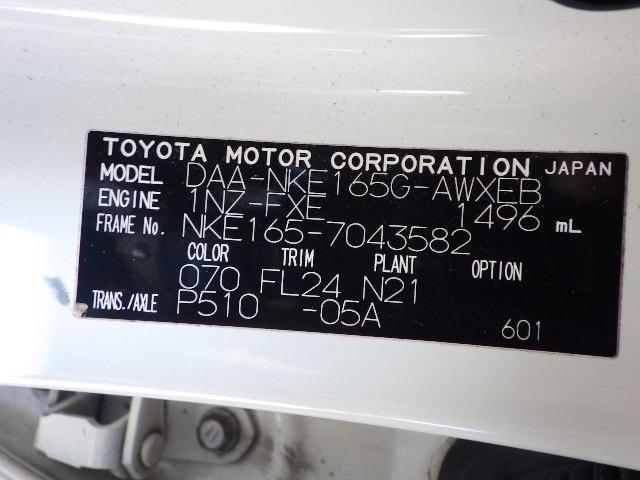 TOYOTA MOTOR CORPORATION JAPAN
MODEL DAA-NKE165G-AWXEB
ENGINE 1NZ-FXE 1496 mL
FRAME No. NKE165-7043582
COLOR TRIM PLANT OPTION
070 FL24 N21
TRANS./AXLE P510 -05A
601